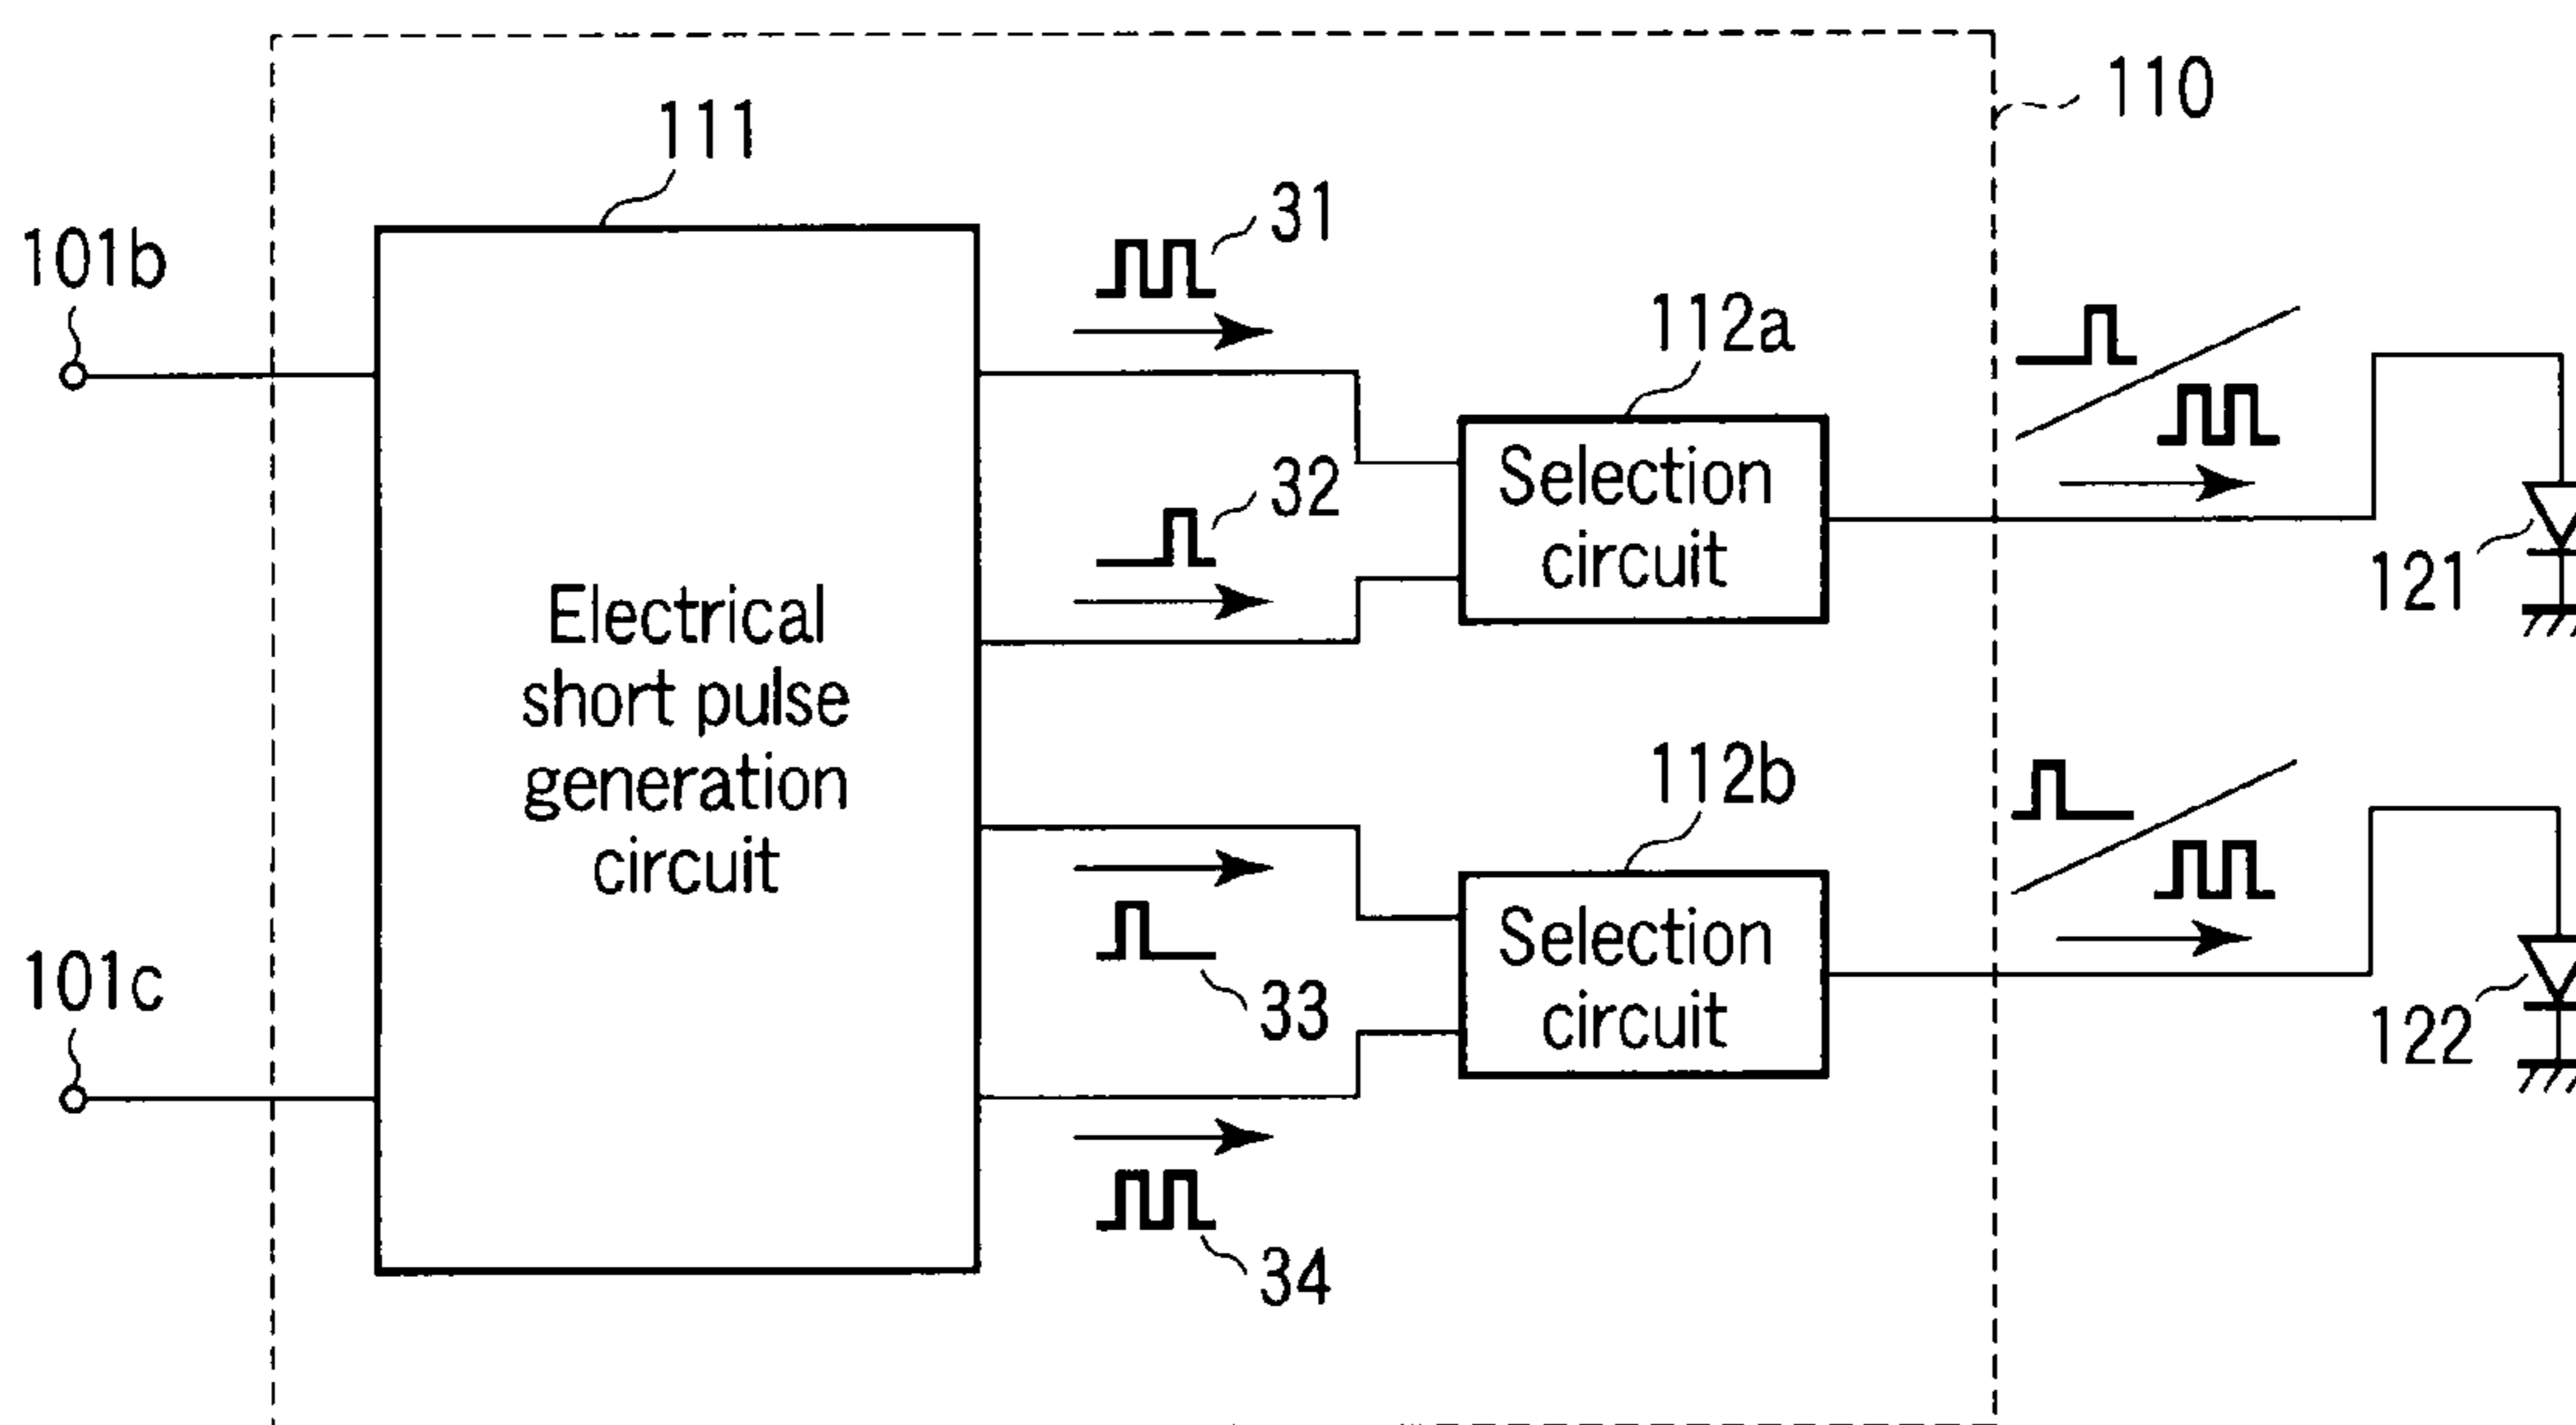 110
111
31
101b
112a
32
Selection
circuit
121
Electrical
short pulse
generation
circuit
112b
101c
33
Selection
circuit
122
34